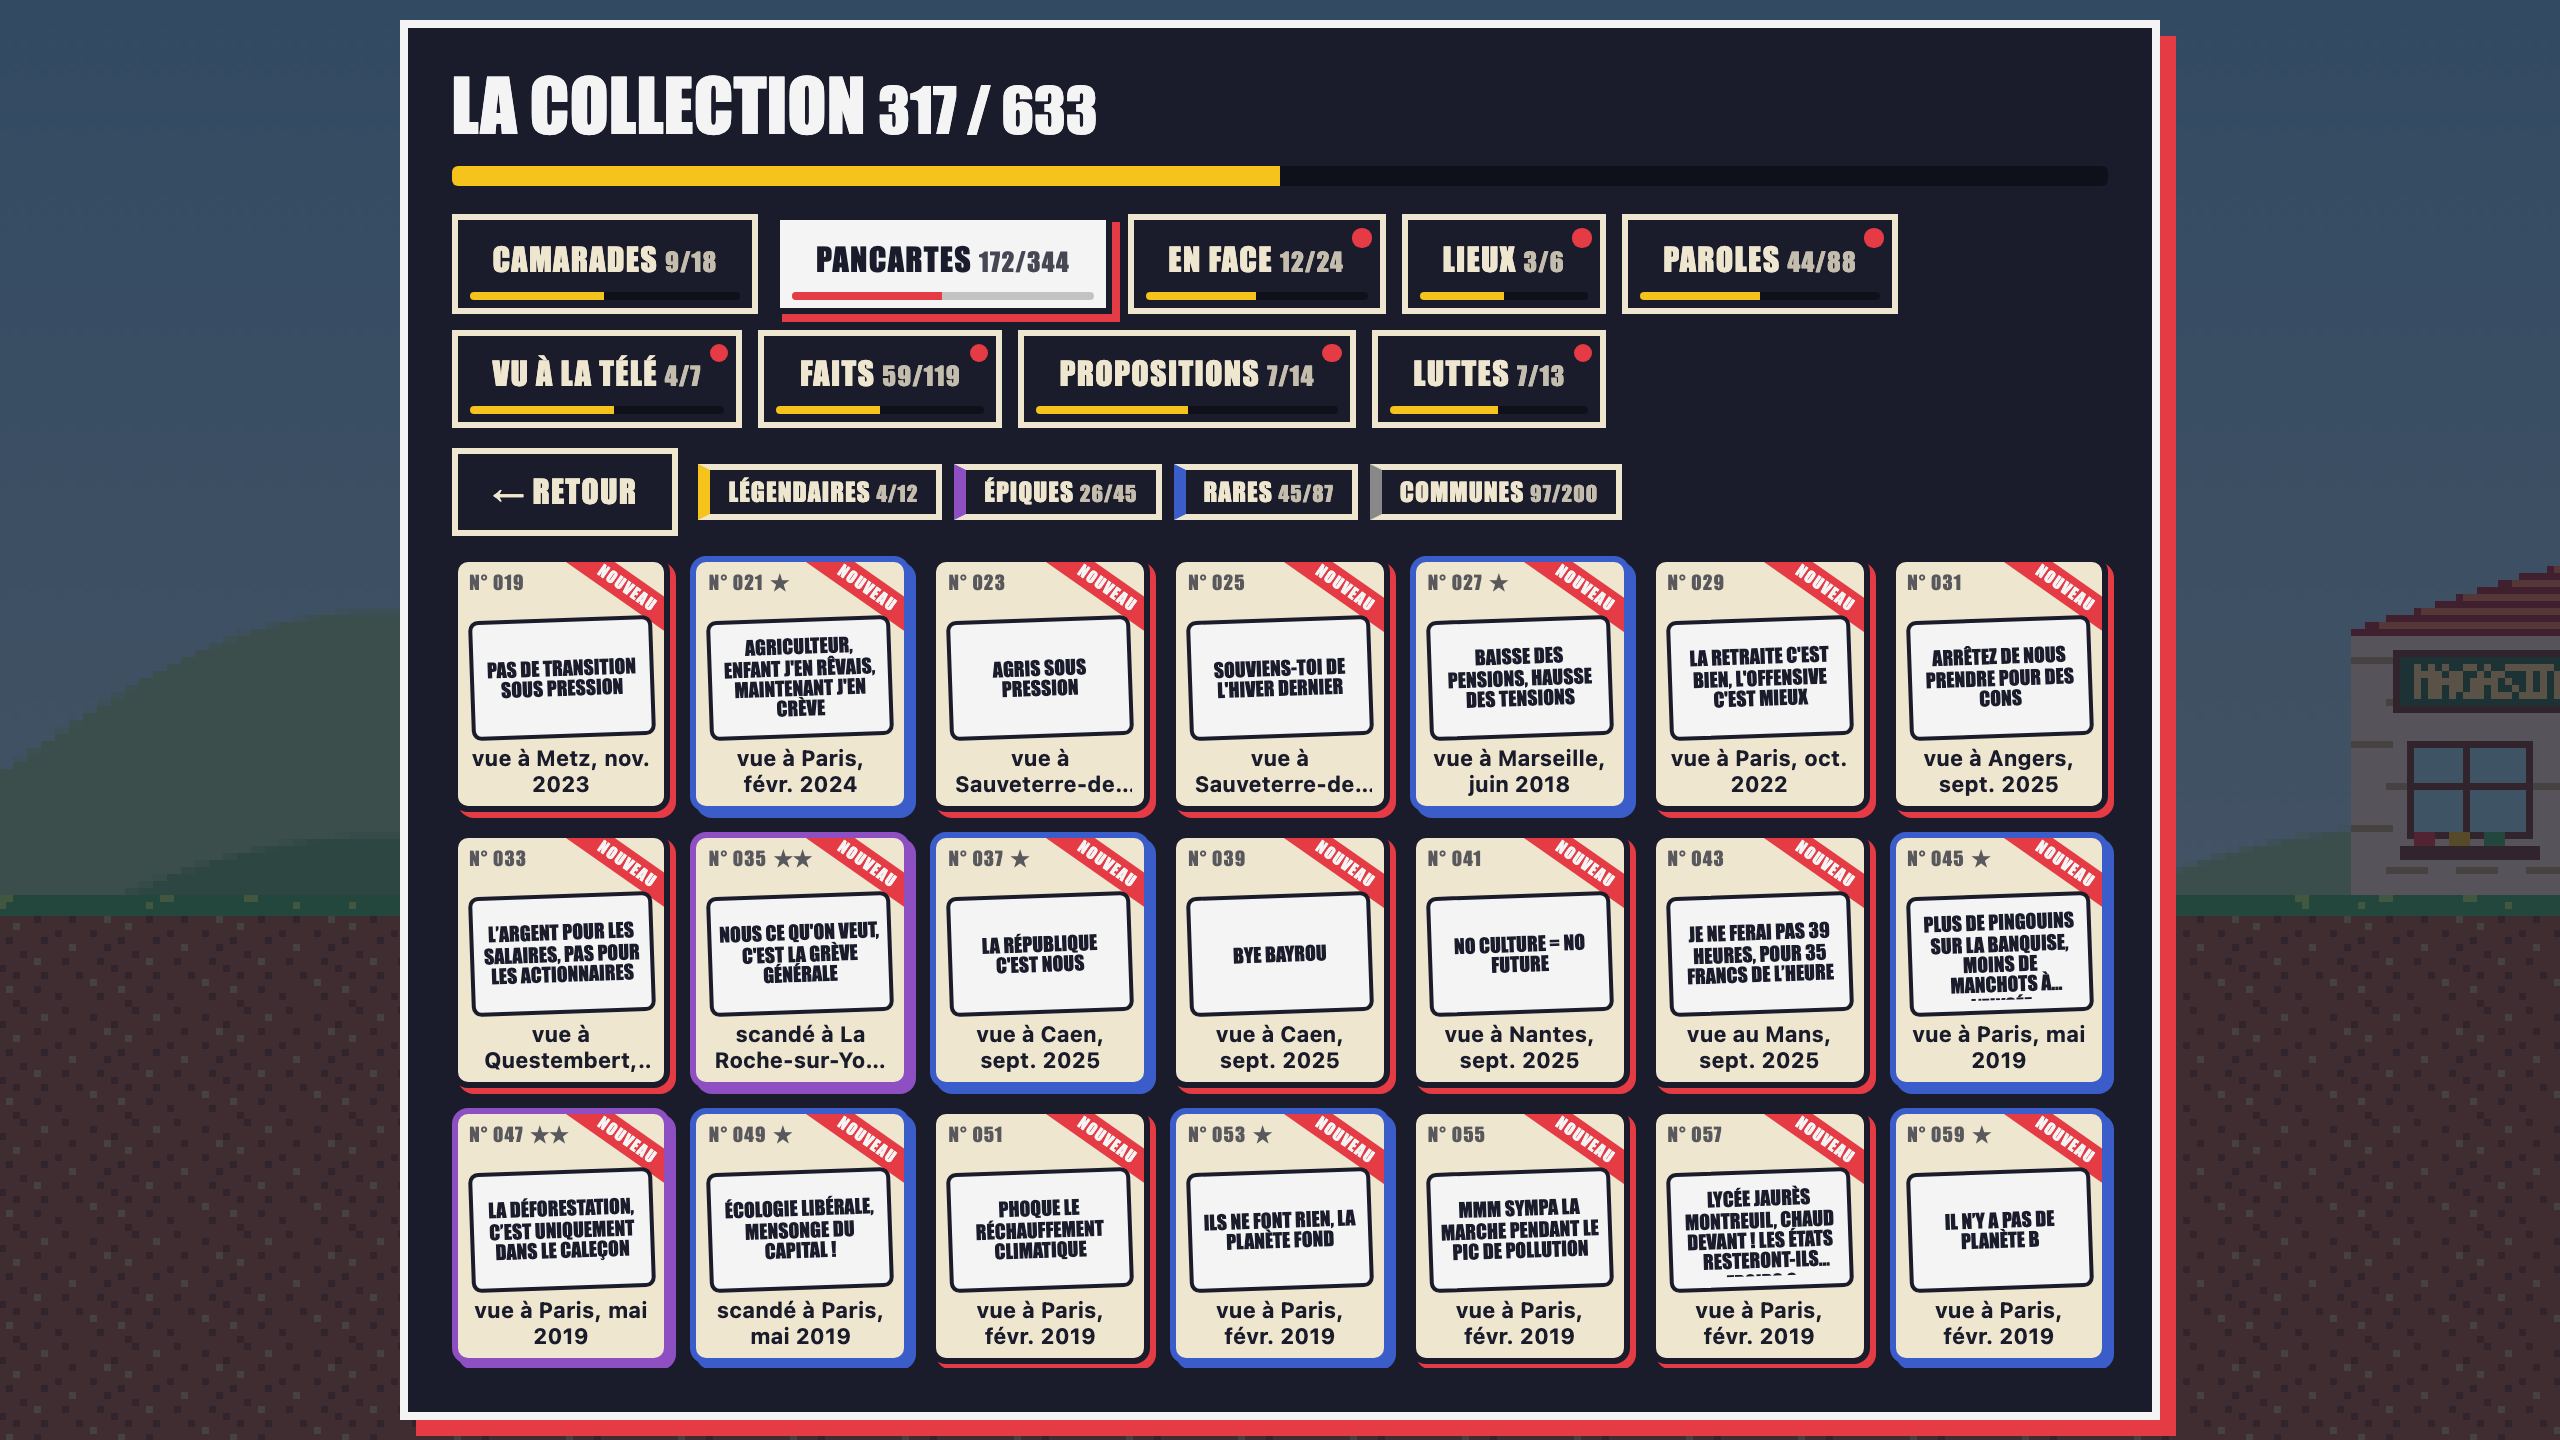 LA COLLECTION 317 / 633
CAMARADES 9/18
PANCARTES 172/344
EN FACE 12/24
LIEUX 3/6
PAROLES 44/88
VU À LA TÉLÉ 4/7
FAITS 59/119
PROPOSITIONS 7/14
LUTTES 7/13
← RETOUR
LÉGENDAIRES 4/12
ÉPIQUES 26/45
RARES 45/87
COMMUNES 97/200
N° 019
NOUVEAU
PAS DE TRANSITION
SOUS PRESSION
vue à Metz, nov.
2023
N° 021 ★
NOUVEAU
AGRICULTEUR,
ENFANT J'EN RÊVAIS,
MAINTENANT J'EN
CRÈVE
vue à Paris,
févr. 2024
N° 023
NOUVEAU
AGRIS SOUS
PRESSION
vue à
Sauveterre-de...
N° 025
NOUVEAU
SOUVIENS-TOI DE
L'HIVER DERNIER
vue à
Sauveterre-de...
N° 027 ★
NOUVEAU
BAISSE DES
PENSIONS, HAUSSE
DES TENSIONS
vue à Marseille,
juin 2018
N° 029
NOUVEAU
LA RETRAITE C'EST
BIEN, L'OFFENSIVE
C'EST MIEUX
vue à Paris, oct.
2022
N° 031
NOUVEAU
ARRÊTEZ DE NOUS
PRENDRE POUR DES
CONS
vue à Angers,
sept. 2025
N° 033
NOUVEAU
L'ARGENT POUR LES
SALAIRES, PAS POUR
LES ACTIONNAIRES
vue à
Questembert,..
N° 035 ★★
NOUVEAU
NOUS CE QU'ON VEUT,
C'EST LA GRÈVE
GÉNÉRALE
scandé à La
Roche-sur-Yo...
N° 037 ★
NOUVEAU
LA RÉPUBLIQUE
C'EST NOUS
vue à Caen,
sept. 2025
N° 039
NOUVEAU
BYE BAYROU
vue à Caen,
sept. 2025
N° 041
NOUVEAU
NO CULTURE = NO
FUTURE
vue à Nantes,
sept. 2025
N° 043
NOUVEAU
JE NE FERAI PAS 39
HEURES, POUR 35
FRANCS DE L'HEURE
vue au Mans,
sept. 2025
N° 045 ★
NOUVEAU
PLUS DE PINGOUINS
SUR LA BANQUISE,
MOINS DE
MANCHOTS À...
vue à Paris, mai
2019
N° 047 ★★
NOUVEAU
LA DÉFORESTATION,
C'EST UNIQUEMENT
DANS LE CALEÇON
vue à Paris, mai
2019
N° 049 ★
NOUVEAU
ÉCOLOGIE LIBÉRALE,
MENSONGE DU
CAPITAL !
scandé à Paris,
mai 2019
N° 051
NOUVEAU
PHOQUE LE
RÉCHAUFFEMENT
CLIMATIQUE
vue à Paris,
févr. 2019
N° 053 ★
NOUVEAU
ILS NE FONT RIEN, LA
PLANÈTE FOND
vue à Paris,
févr. 2019
N° 055
NOUVEAU
MMM SYMPA LA
MARCHE PENDANT LE
PIC DE POLLUTION
vue à Paris,
févr. 2019
N° 057
NOUVEAU
LYCÉE JAURÈS
MONTREUIL, CHAUD
DEVANT ! LES ÉTATS
RESTERONT-ILS...
vue à Paris,
févr. 2019
N° 059 ★
NOUVEAU
IL N'Y A PAS DE
PLANÈTE B
vue à Paris,
févr. 2019